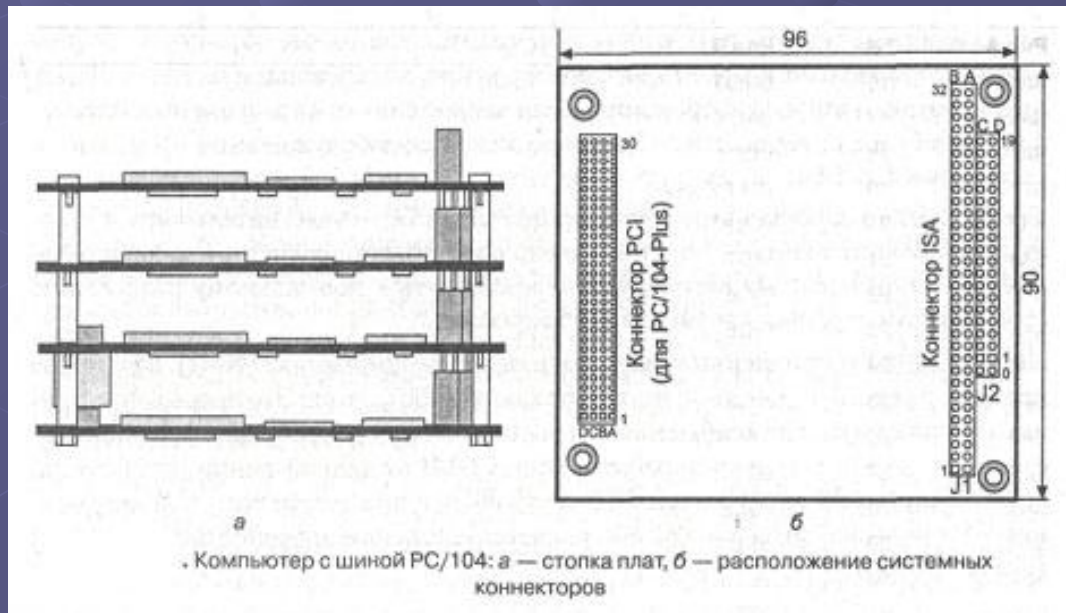 96
90
32
B A
C D
19
30
Коннектор PCI
(для PC/104-Plus)
Коннектор ISA
1
0
J2
1
DCBA
1
J1
а
б
. Компьютер с шиной PC/104: а — стопка плат, б — расположение системных
коннекторов